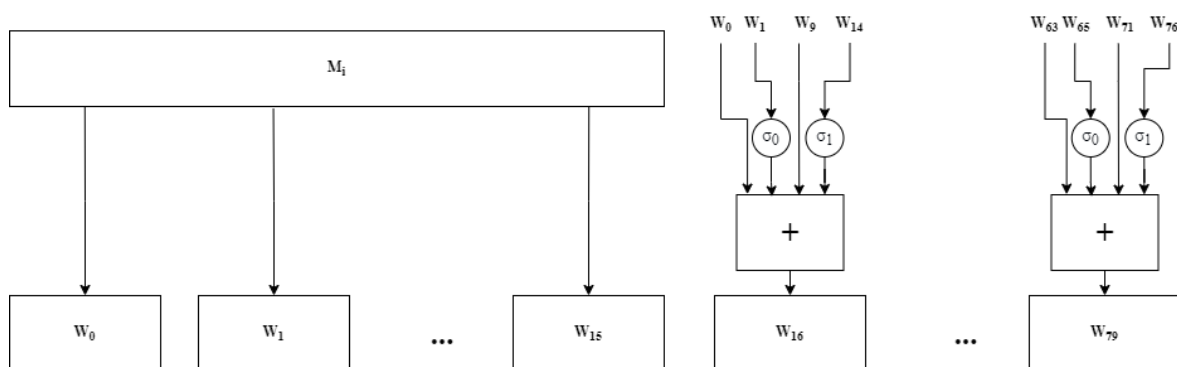 W₀ W₁ W₉ W₁₄ W₆₃ W₆₅ W₇₁ W₇₆
Mᵢ
σ₀ σ₁ σ₀ σ₁
+ +
W₀ W₁ ... W₁₅ W₁₆ ... W₇₉